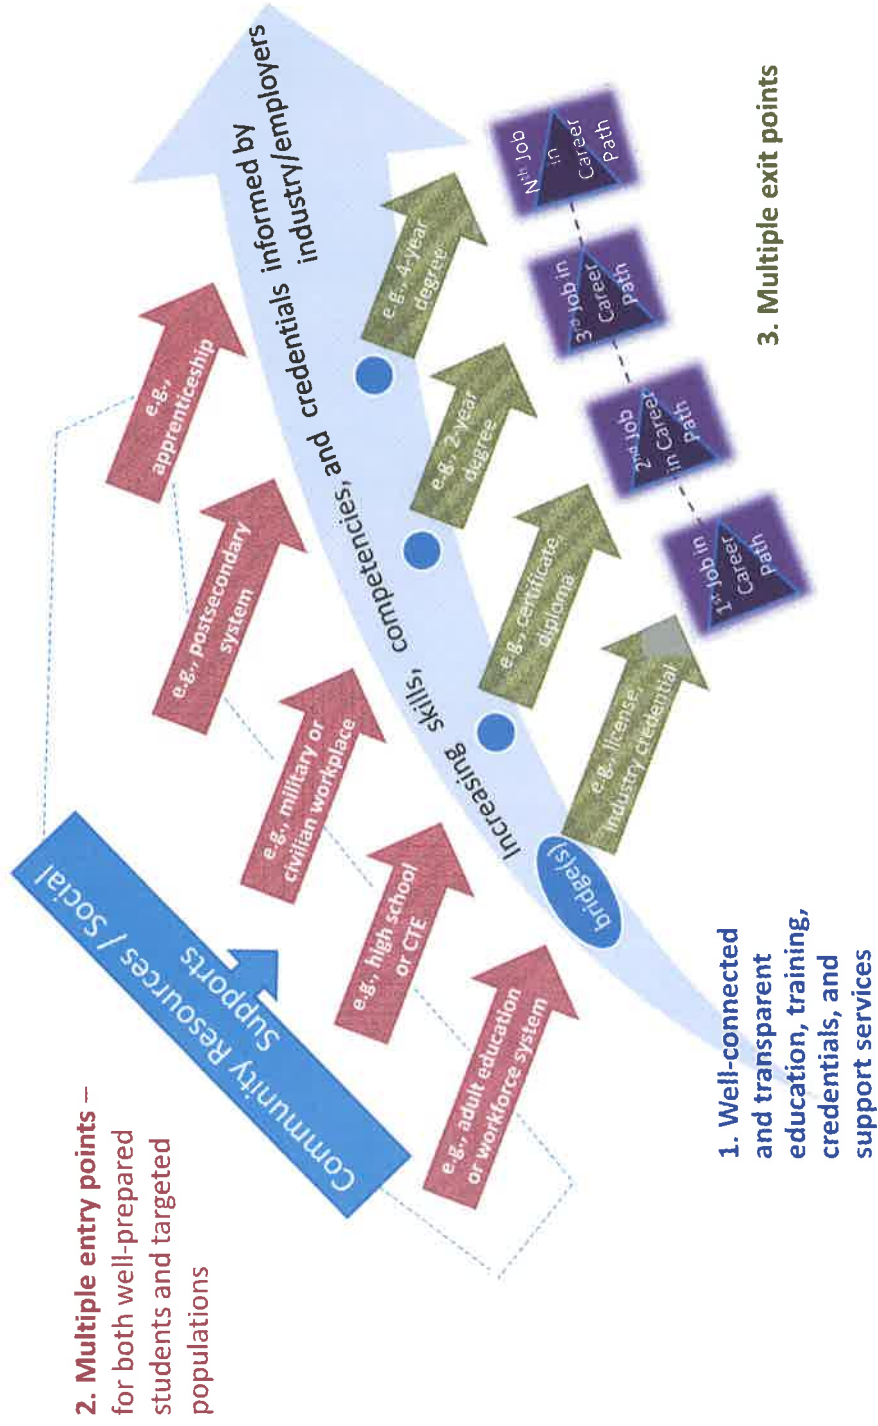 2. Multiple entry points –
for both well-prepared
students and targeted
populations
Community Resources / Social
Supports
e.g., adult education
or workforce system
e.g., high school
or CTE
e.g., military or
civilian workplace
e.g., postsecondary
system
e.g.,
apprenticeship
Increasing skills, competencies, and credentials informed by
industry/employers
bridge(s)
e.g., license,
industry credential
e.g., certificate,
diploma
e.g., 2-year
degree
e.g., 4-year
degree
1st Job in
Career
Path
2nd Job
in Career
Path
3rd Job in
Career
Path
Nth Job
in
Career
Path
1. Well-connected
and transparent
education, training,
credentials, and
support services
3. Multiple exit points